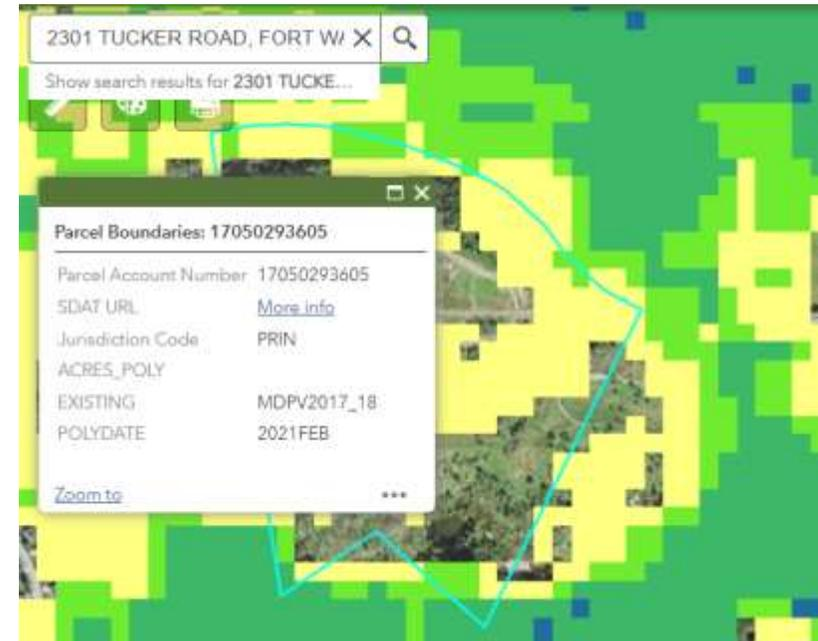 2301 TUCKER ROAD, FORT WA
Show search results for 2301 TUCKE...
Parcel Boundaries: 17050293605
Parcel Account Number 17050293605
SDAT URL More info
Jurisdiction Code PRIN
ACRES_POLY
EXISTING MDPV2017_18
POLYDATE 2021FEB
Zoom to